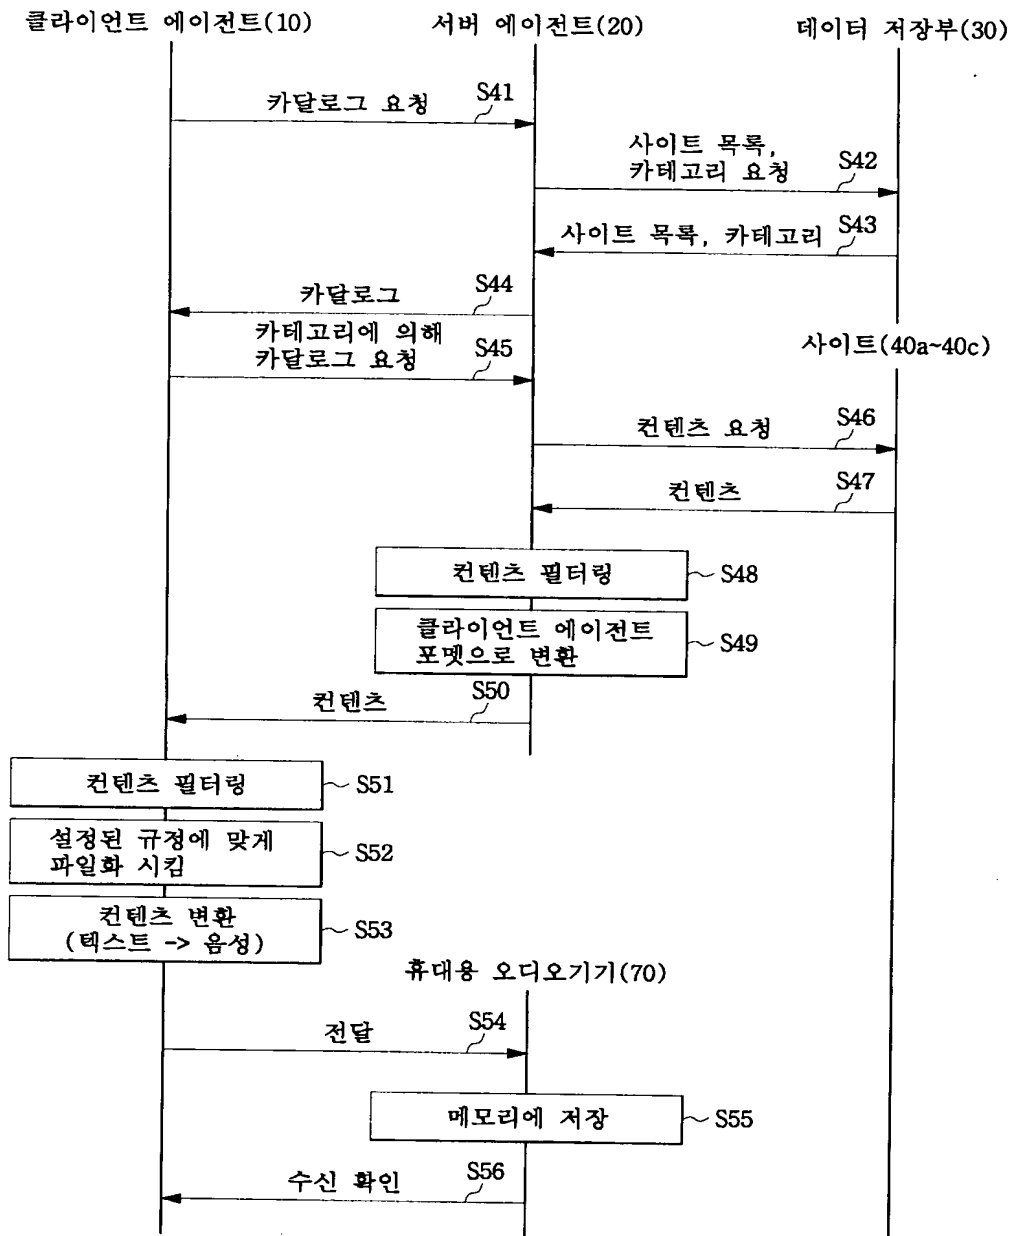 클라이언트 에이전트(10)
서버 에이전트(20)
데이터 저장부(30)
카달로그 요청
S41
사이트 목록,
카테고리 요청
S42
사이트 목록, 카테고리
S43
카달로그
S44
카테고리에 의해
카달로그 요청
S45
사이트(40a~40c)
컨텐츠 요청
S46
컨텐츠
S47
컨텐츠 필터링
S48
클라이언트 에이전트
포멧으로 변환
S49
컨텐츠
S50
컨텐츠 필터링
S51
설정된 규정에 맞게
파일화 시킴
S52
컨텐츠 변환
(텍스트 -> 음성)
S53
휴대용 오디오기기(70)
전달
S54
메모리에 저장
S55
수신 확인
S56